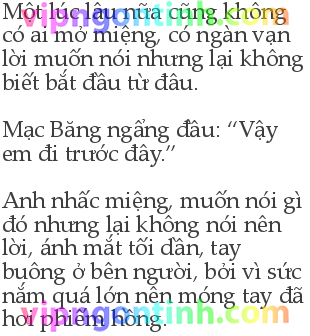 Một lúc lâu nữa cũng không
có ai mở miệng, có ngàn vạn
lời muốn nói nhưng lại không
biết bắt đầu từ đâu.
Mạc Băng ngẩng đầu: “Vậy
em đi trước đây.”
Anh nhấc miệng, muốn nói gì
đó nhưng lại không nói nên
lời, ánh mắt tối dần, tay
buông ở bên người, bởi vì sức
nắm quá lớn nên móng tay đã
hơi phiếm hồng.
vipngontinh.com
vipngontinh.com